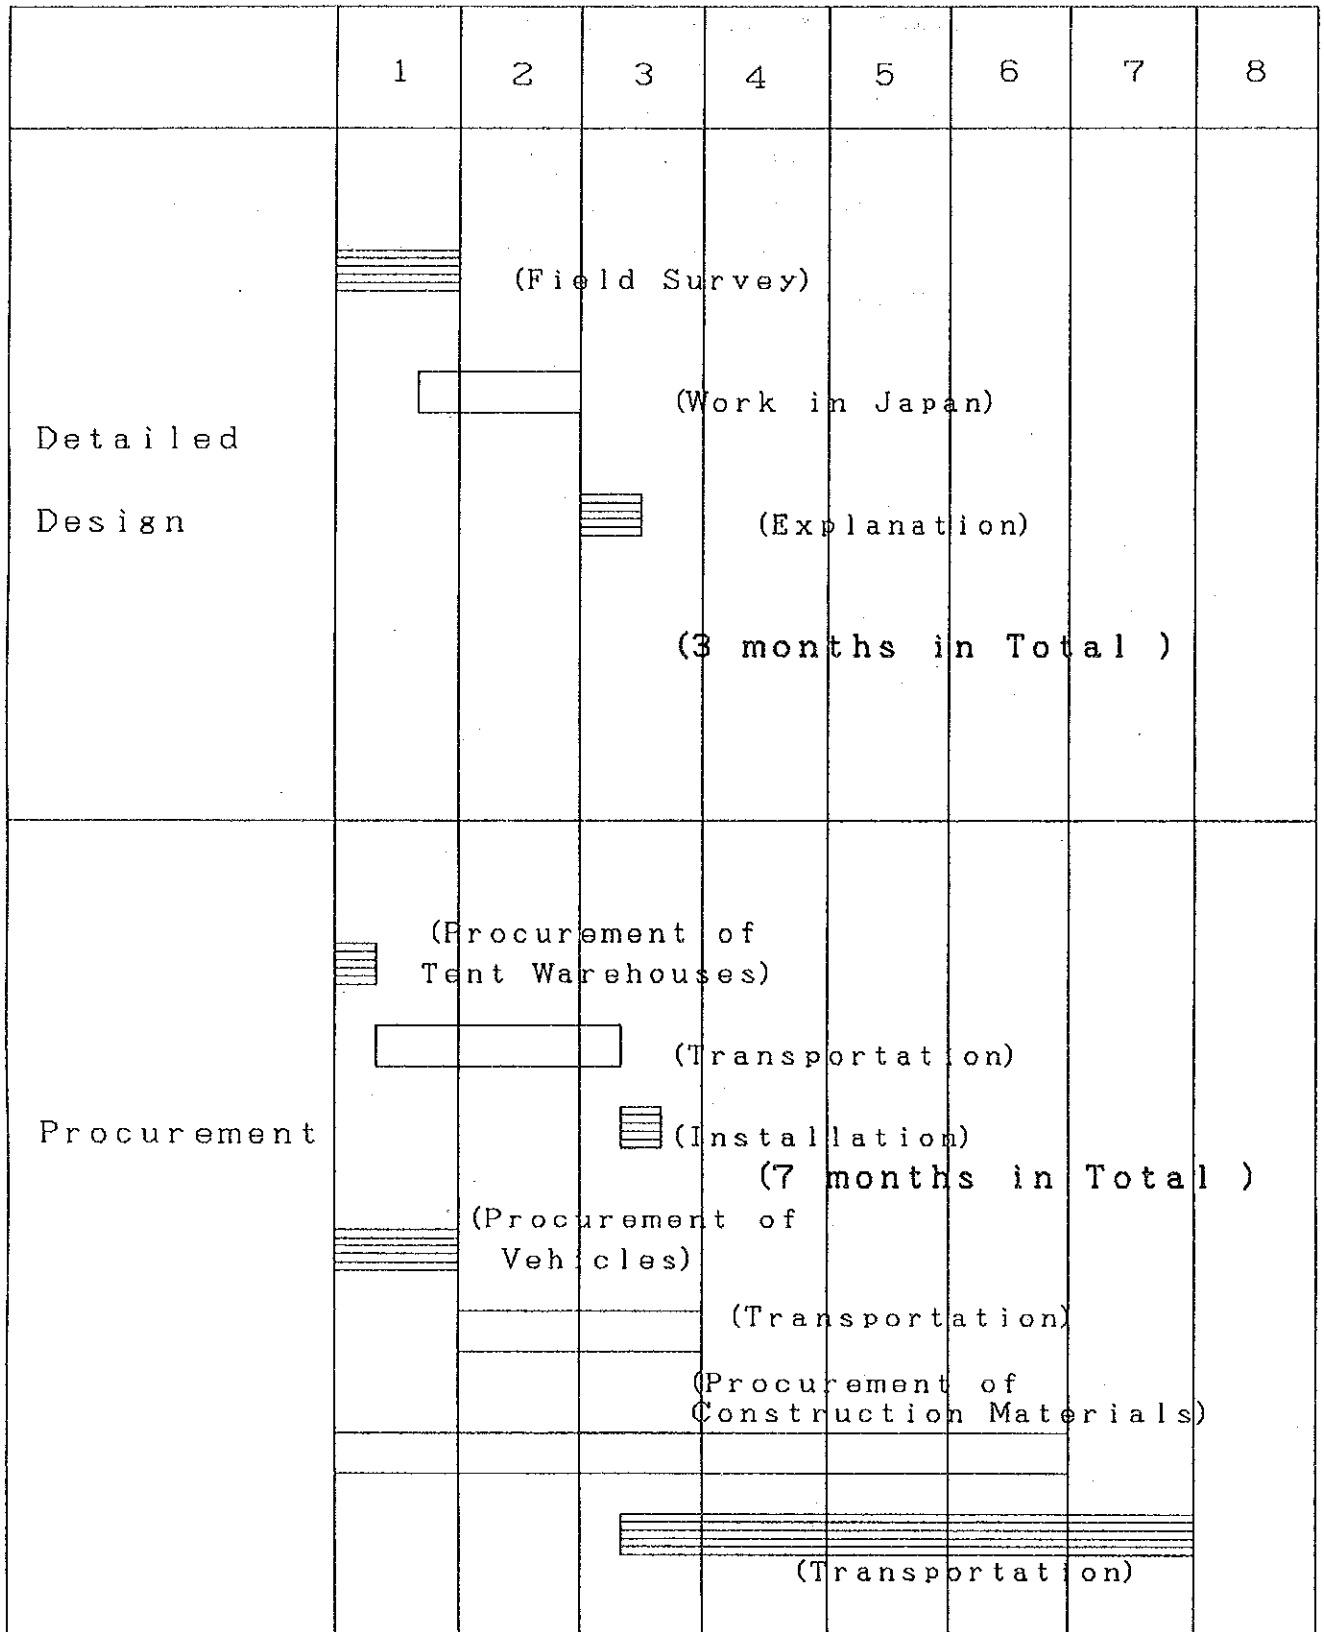 1 2 3 4 5 6 7 8
(Field Survey)
(Work in Japan)
Detailed
Design
(Explanation)
(3 months in Total )
(Procurement of
Tent Warehouses)
(Transportation)
Procurement
(Installation)
(7 months in Total )
(Procurement of
Vehicles)
(Transportation)
(Procurement of
Construction Materials)
(Transportation)